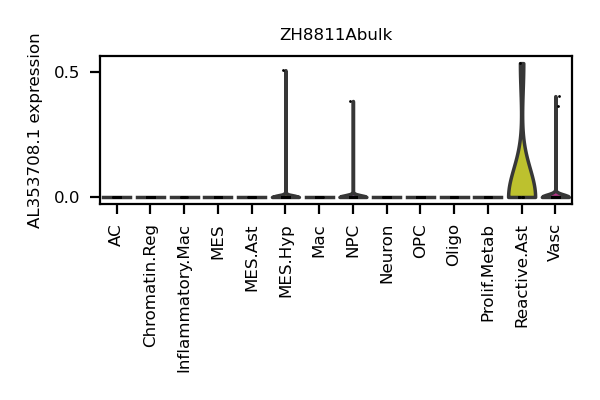 ZH8811Abulk
AL353708.1 expression
0.5
0.0
AC
Chromatin.Reg
Inflammatory.Mac
MES
MES.Ast
MES.Hyp
Mac
NPC
Neuron
OPC
Oligo
Prolif.Metab
Reactive.Ast
Vasc